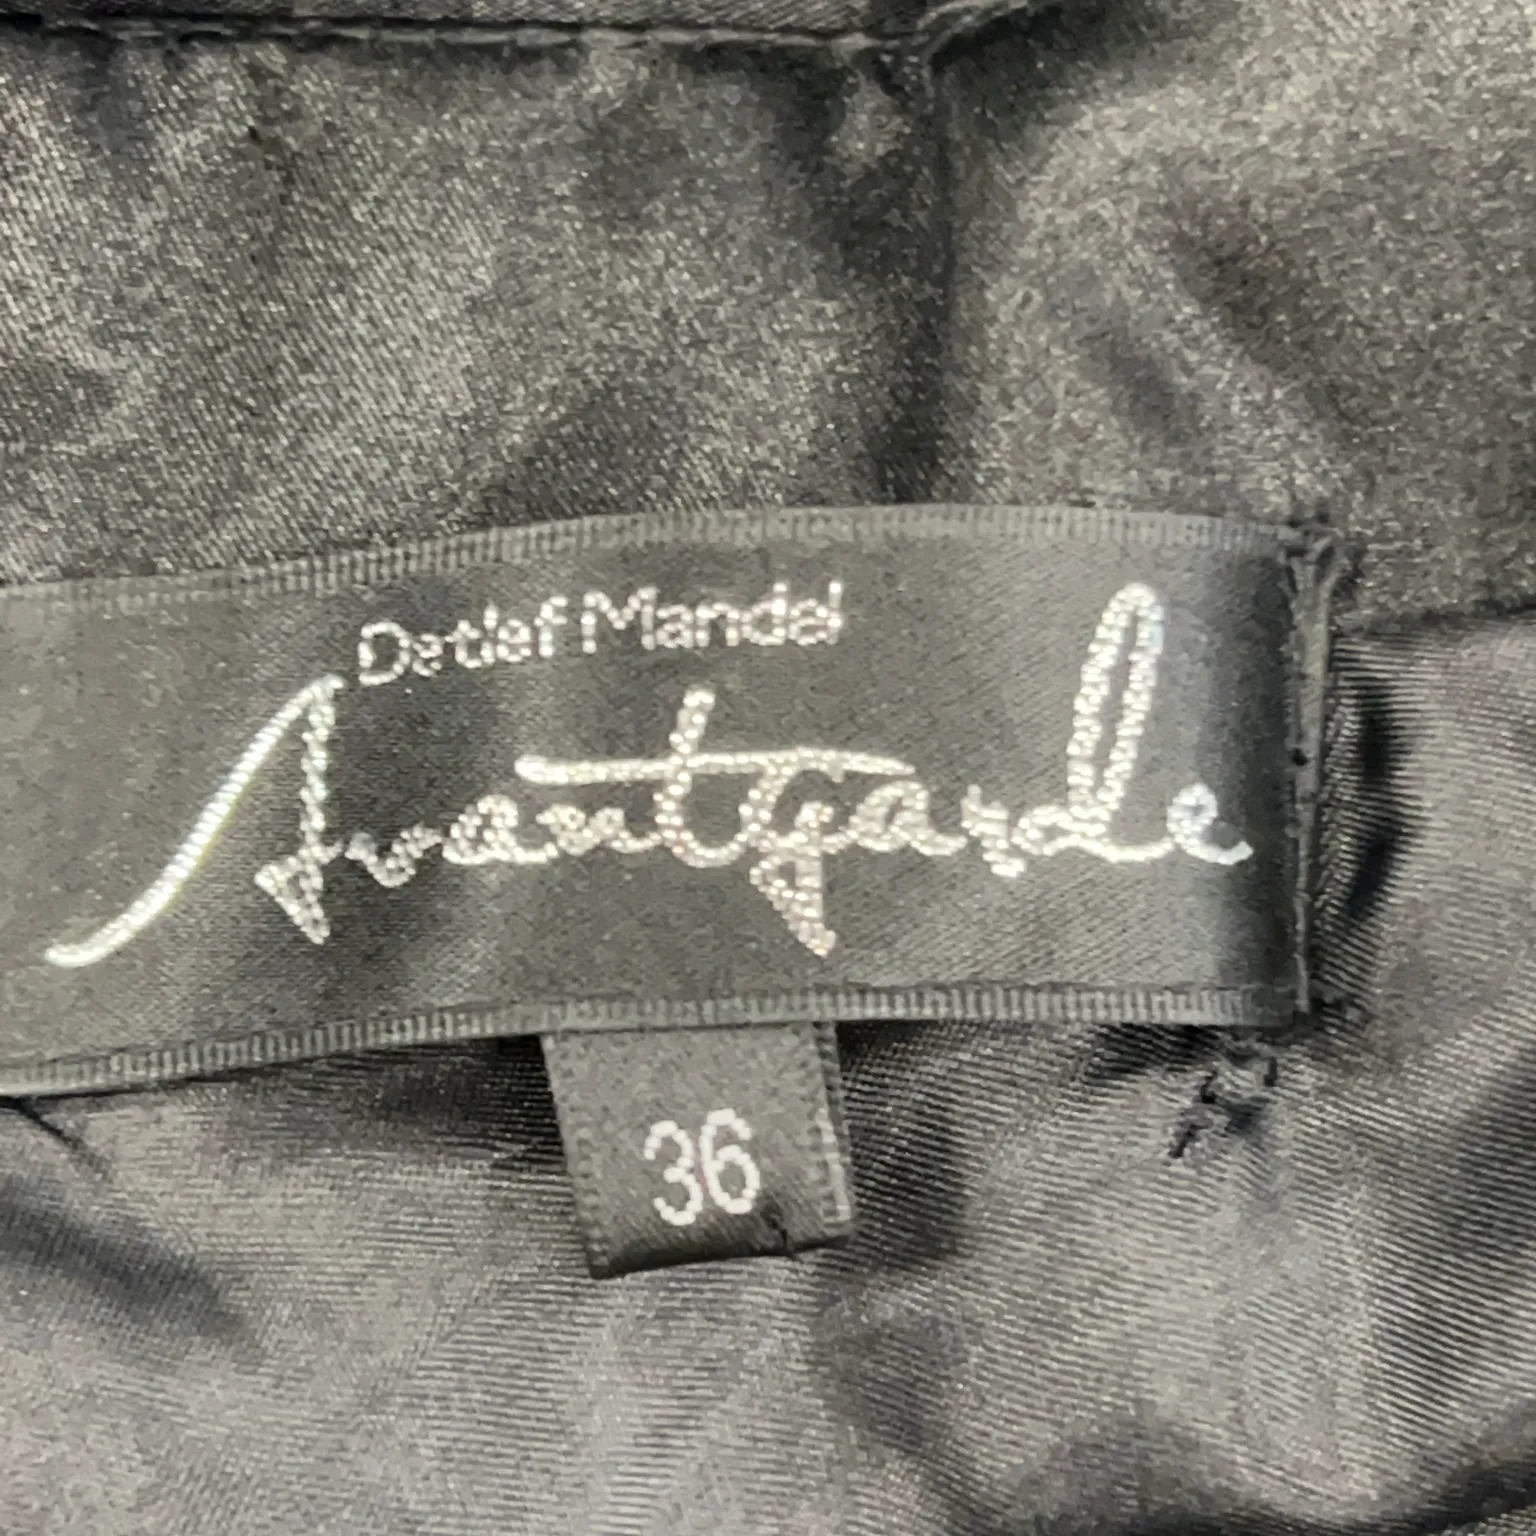 Detlef Mandel
Avantgarde
36